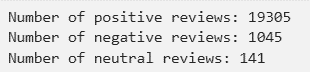 Number of positive reviews: 19305
Number of negative reviews: 1045
Number of neutral reviews: 141